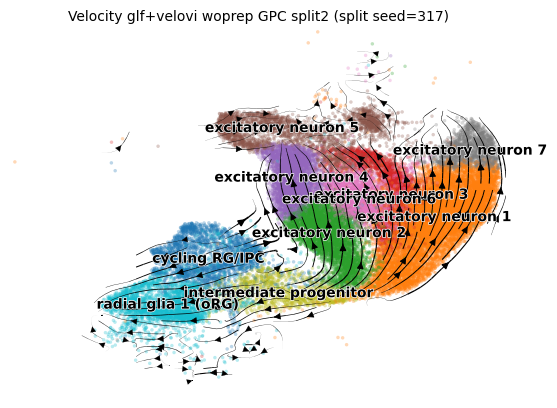 Velocity glf+velovi woprep GPC split2 (split seed=317)
excitatory neuron 5
excitatory neuron 7
excitatory neuron 4
excitatory neuron 3
excitatory neuron 6
excitatory neuron 1
excitatory neuron 2
cycling RG/IPC
intermediate progenitor
radial glia 1 (oRG)